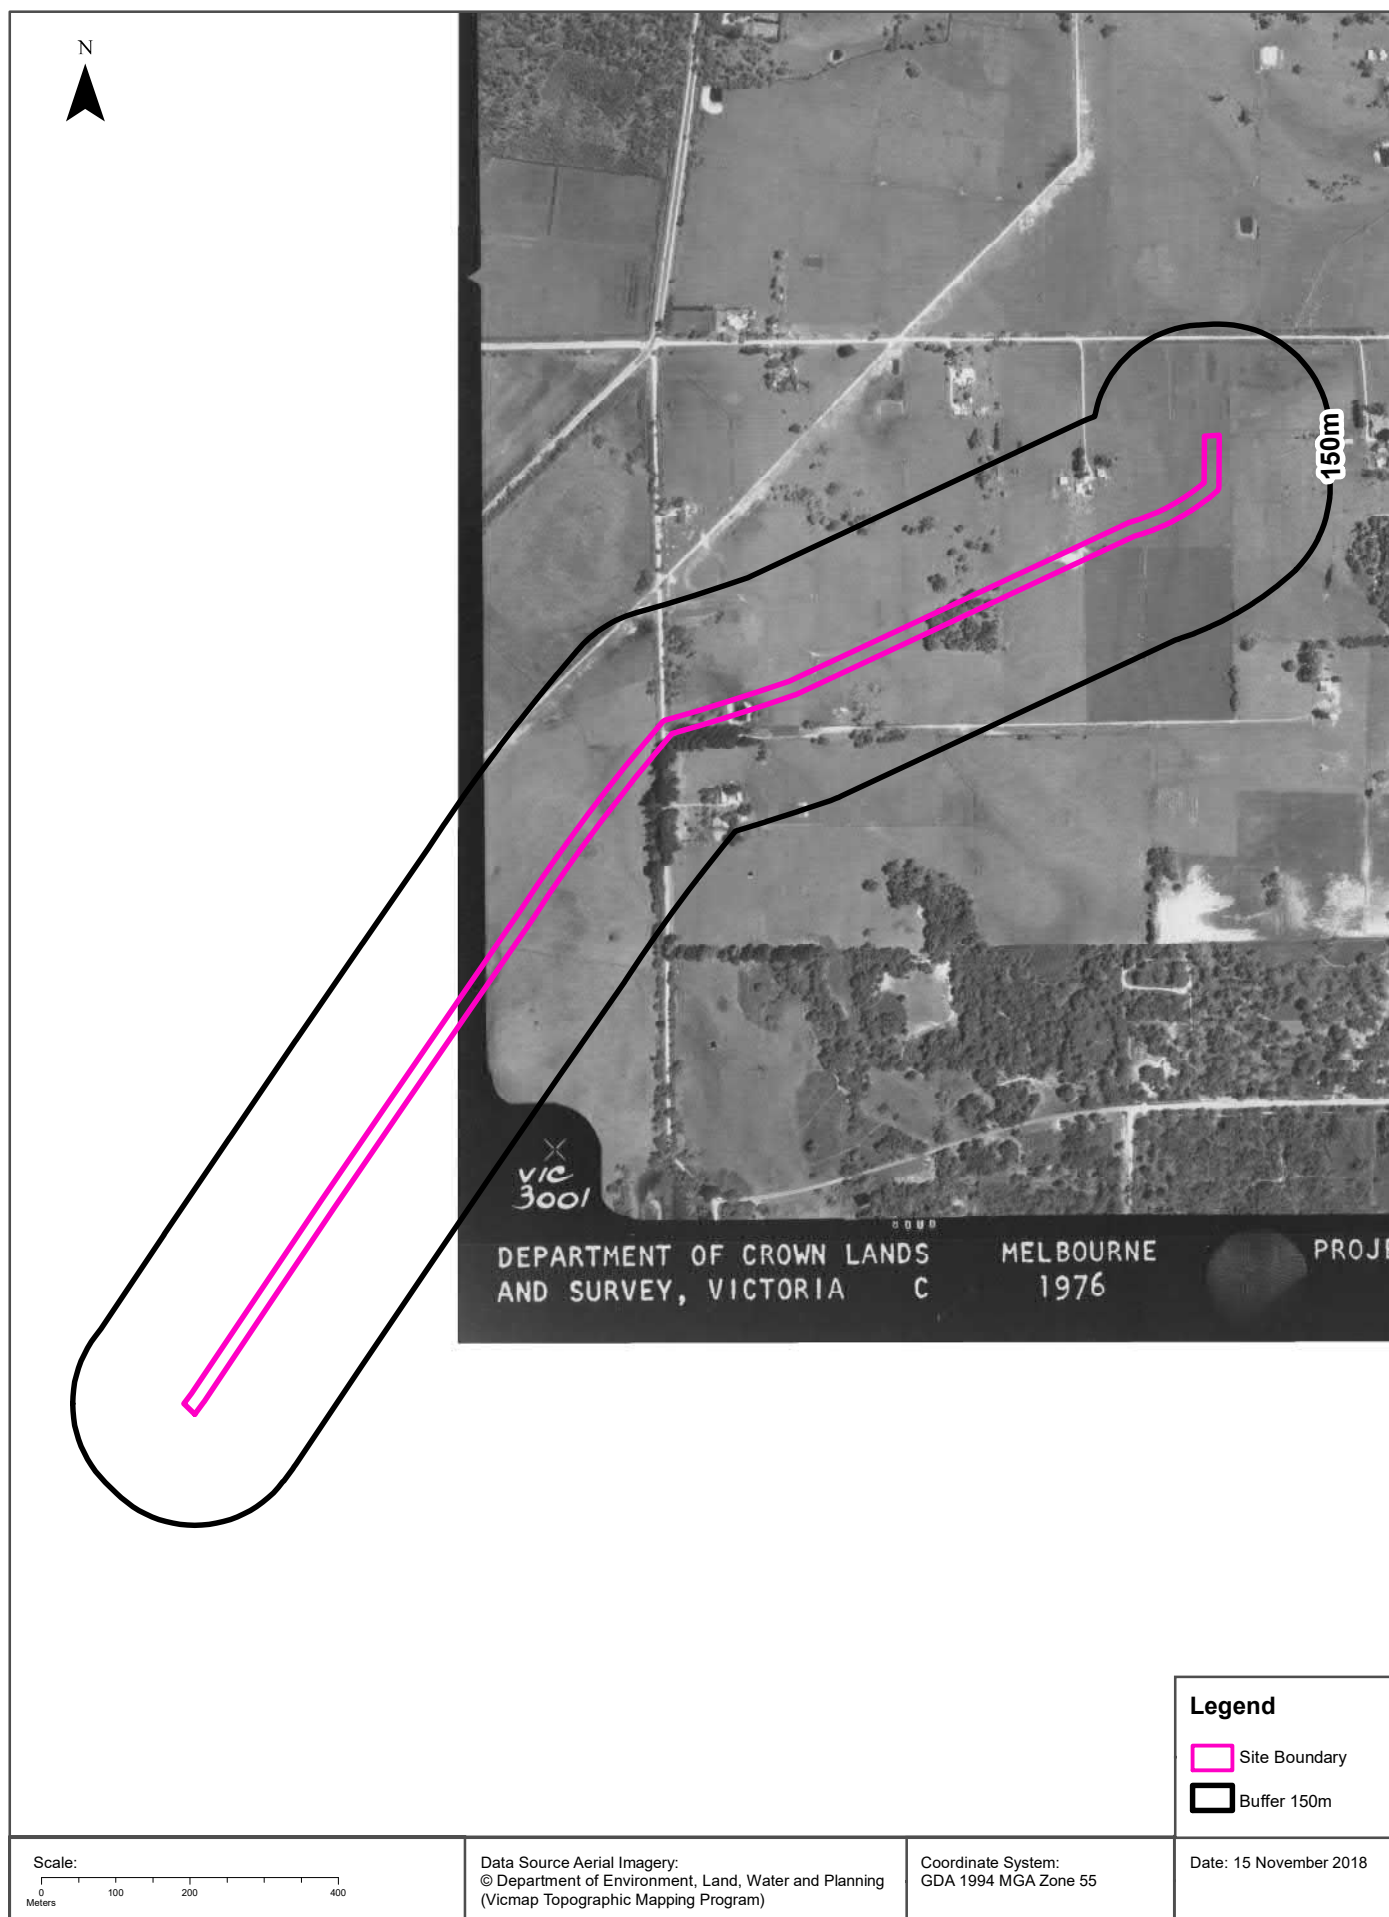 N
150m
VIC
3001
DEPARTMENT OF CROWN LANDS
AND SURVEY, VICTORIA C
MELBOURNE
1976
PROJE
Legend
Site Boundary
Buffer 150m
Scale:
0 100 200 400
Meters
Data Source Aerial Imagery:
© Department of Environment, Land, Water and Planning
(Vicmap Topographic Mapping Program)
Coordinate System:
GDA 1994 MGA Zone 55
Date: 15 November 2018